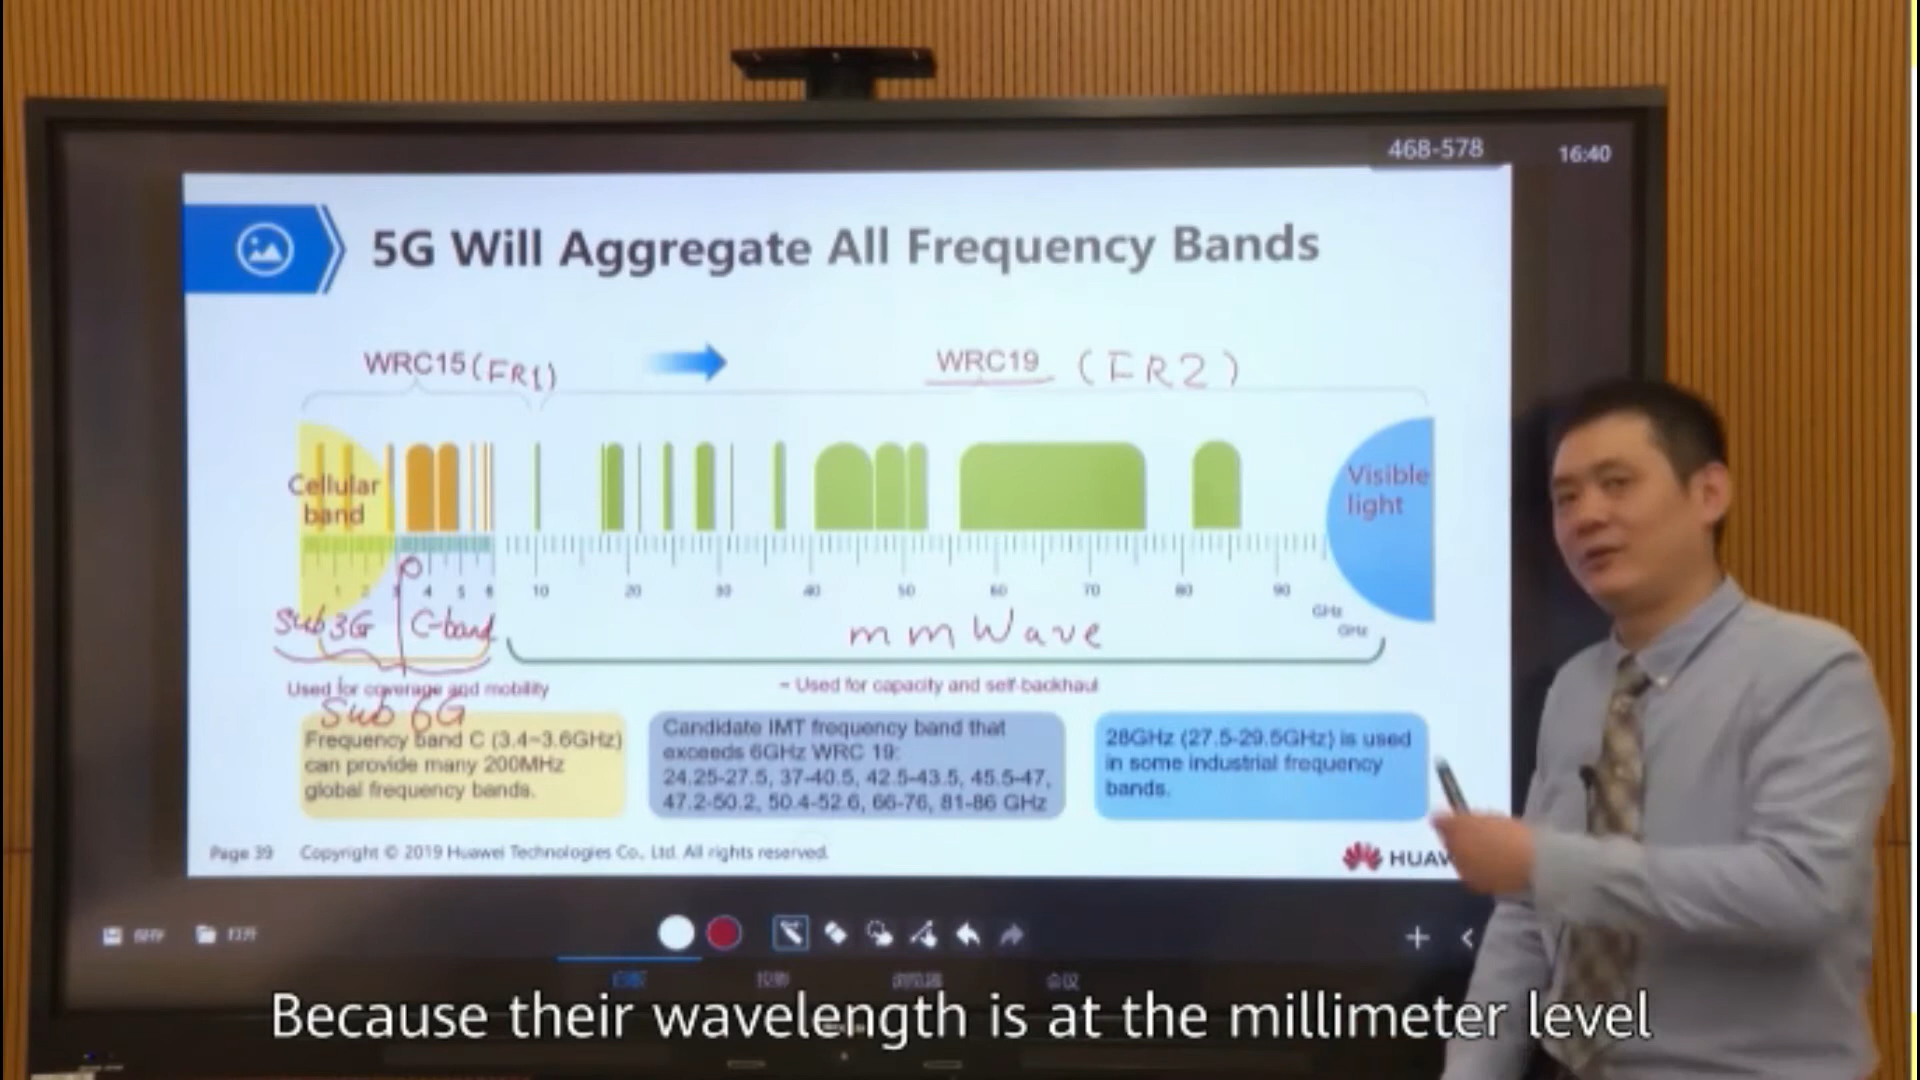 468-578
16:40
5G Will Aggregate All Frequency Bands
WRC15 (FR1)
WRC19 (FR2)
Cellular band
Visible light
1 2 3 4 5 6 10 20 30 40 50 60 70 80 90
GHz
GHz
Sub3G C-band
mmWave
Used for coverage and mobility
- Used for capacity and self-backhaul
Sub 6G
Frequency band C (3.4-3.6GHz)
can provide many 200MHz
global frequency bands.
Candidate IMT frequency band that
exceeds 6GHz WRC 19:
24.25-27.5, 37-40.5, 42.5-43.5, 45.5-47,
47.2-50.2, 50.4-52.6, 66-76, 81-86 GHz
28GHz (27.5-29.5GHz) is used
in some industrial frequency
bands.
Page 39 Copyright © 2019 Huawei Technologies Co., Ltd. All rights reserved.
HUAW
打开
Because their wavelength is at the millimeter level